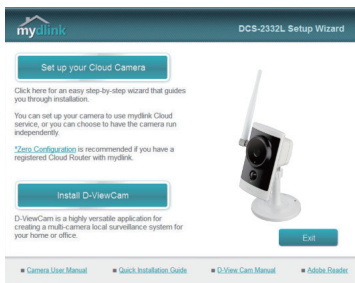 mydlink
DCS-2332L Setup Wizard
Set up your Cloud Camera
Click here for an easy step-by-step wizard that guides
you through installation.
You can set up your camera to use mydlink Cloud
service, or you can choose to have the camera run
independently.
*Zero Configuration is recommended if you have a
registered Cloud Router with mydlink.
Install D-ViewCam
D-ViewCam is a highly versatile application for
creating a multi-camera local surveillance system for
your home or office.
Exit
Camera User Manual
Quick Installation Guide
D-View Cam Manual
Adobe Reader